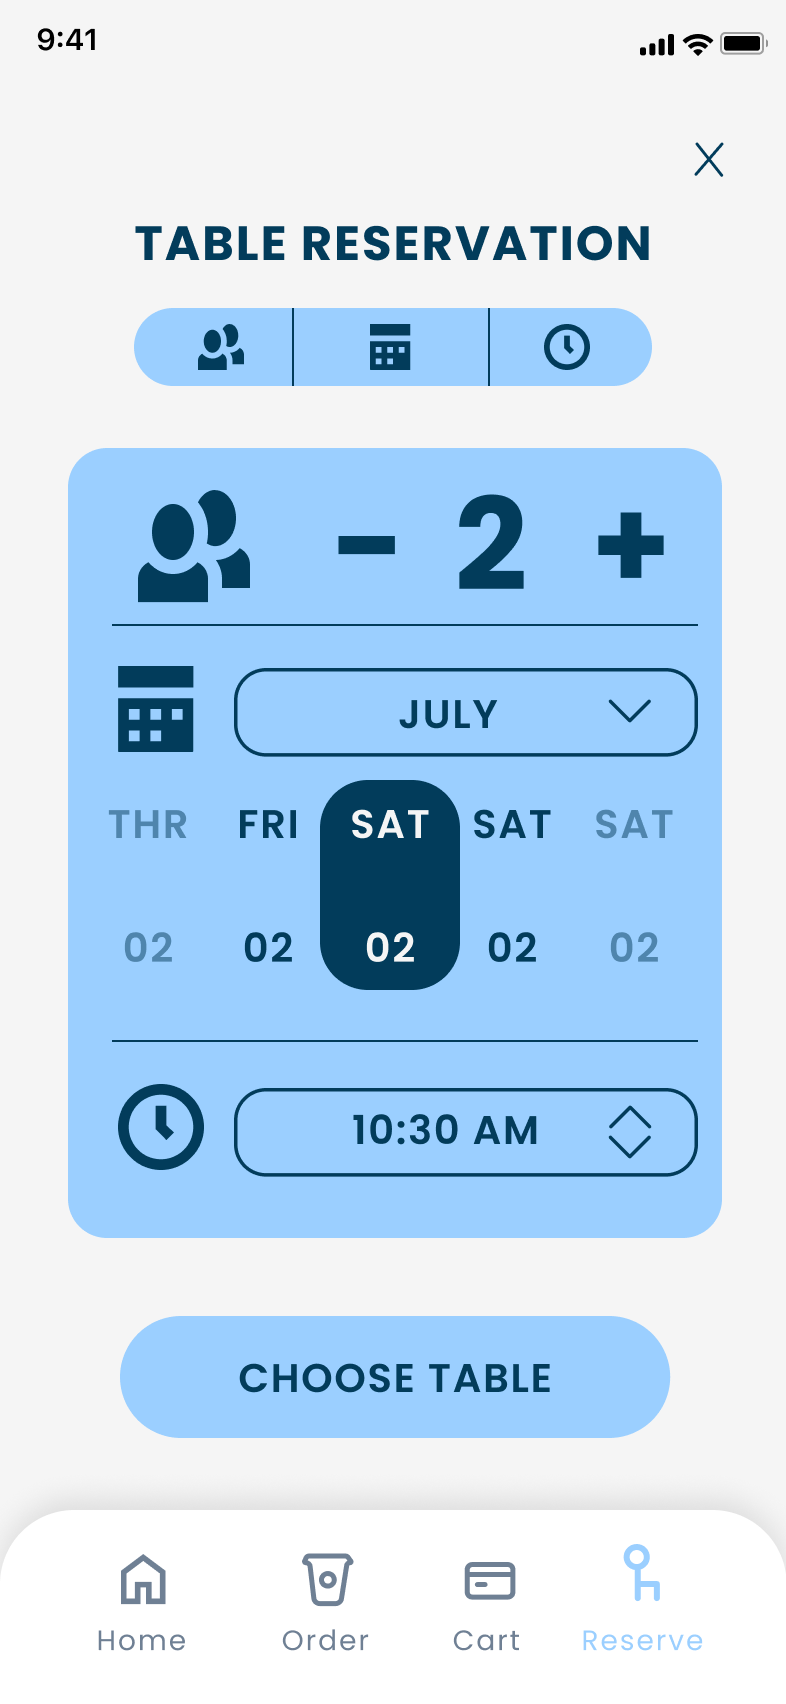 9:41
TABLE RESERVATION
- 2 +
JULY
THR FRI SAT SAT SAT
02 02 02 02 02
10:30 AM
CHOOSE TABLE
Home Order Cart Reserve